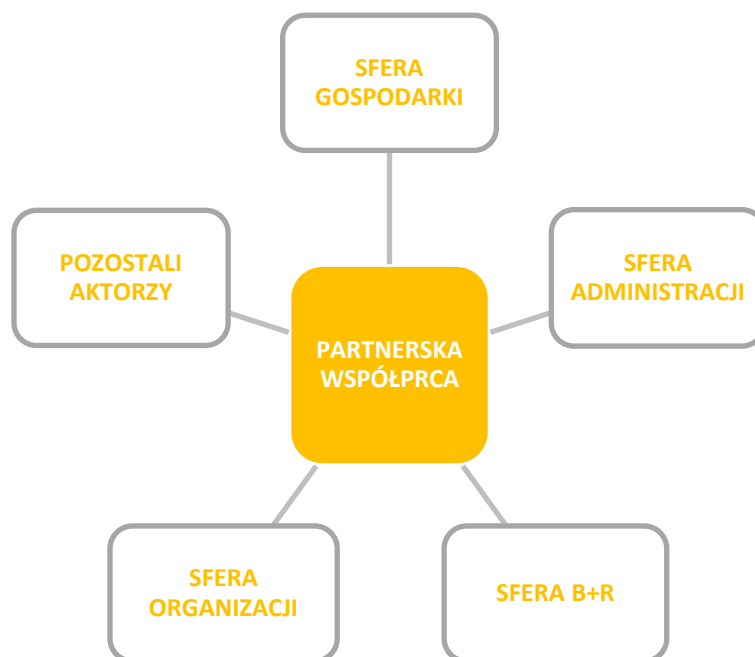 SFERA
GOSPODARKI
POZOSTALI
AKTORZY
SFERA
ADMINISTRACJI
PARTNERSKA
WSPÓŁPRCA
SFERA
ORGANIZACJI
SFERA B+R